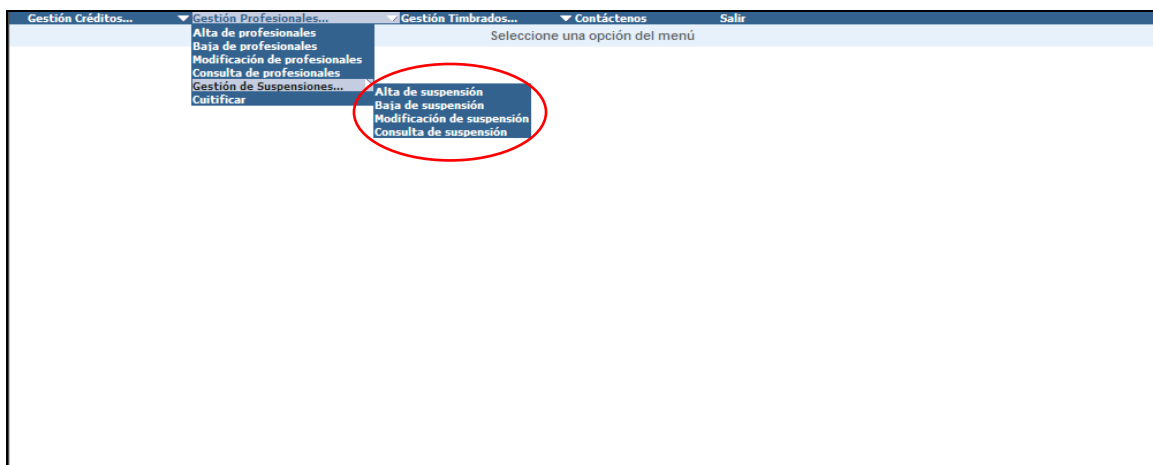 Gestión Créditos... Gestión Profesionales... Gestión Timbrados... Contáctenos Salir
Seleccione una opción del menú
Alta de profesionales
Baja de profesionales
Modificación de profesionales
Consulta de profesionales
Gestión de Suspensiones...
Cuitificar
Alta de suspensión
Baja de suspensión
Modificación de suspensión
Consulta de suspensión